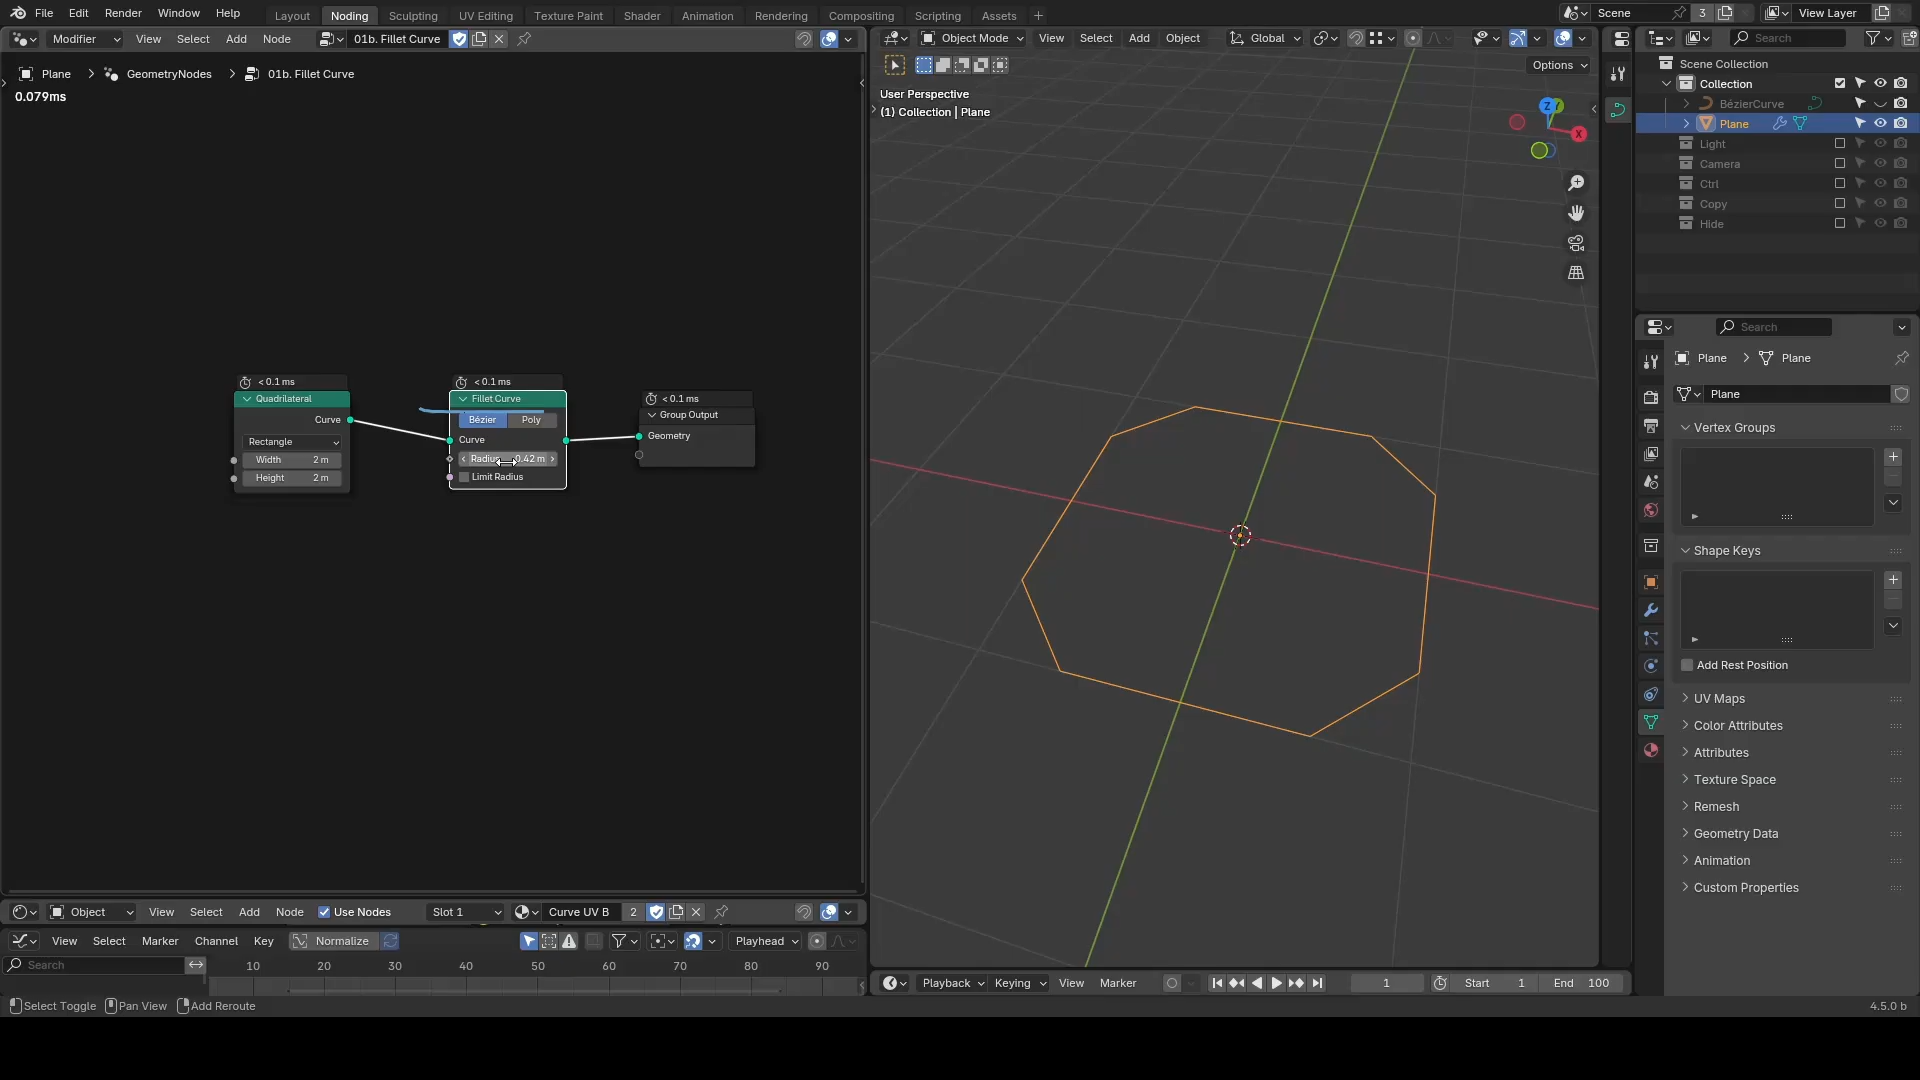 File Edit Render Window Help Layout Noding Sculpting UV Editing Texture Paint Shader Animation Rendering Compositing Scripting Assets + Scene 3 View Layer
Modifier View Select Add Node 01b. Fillet Curve
Plane > GeometryNodes > 01b. Fillet Curve
0.079ms
< 0.1 ms
Quadrilateral
Curve
Rectangle
Width 2 m
Height 2 m
< 0.1 ms
Fillet Curve
Bézier Poly
Curve
Radius 0.42 m
Limit Radius
< 0.1 ms
Group Output
Geometry
Object Mode View Select Add Object Global
Options
User Perspective
(1) Collection | Plane
Z
Y
X
Search
Scene Collection
Collection
BézierCurve
Plane
Light
Camera
Ctrl
Copy
Hide
Search
Plane > Plane
Plane
Vertex Groups
Shape Keys
Add Rest Position
UV Maps
Color Attributes
Attributes
Texture Space
Remesh
Geometry Data
Animation
Custom Properties
Object View Select Add Node Use Nodes Slot 1 Curve UV B 2
View Select Marker Channel Key Normalize Playhead
Search 10 20 30 40 50 60 70 80 90
Playback Keying View Marker 1 Start 1 End 100
Select Toggle Pan View Add Reroute 4.5.0 b